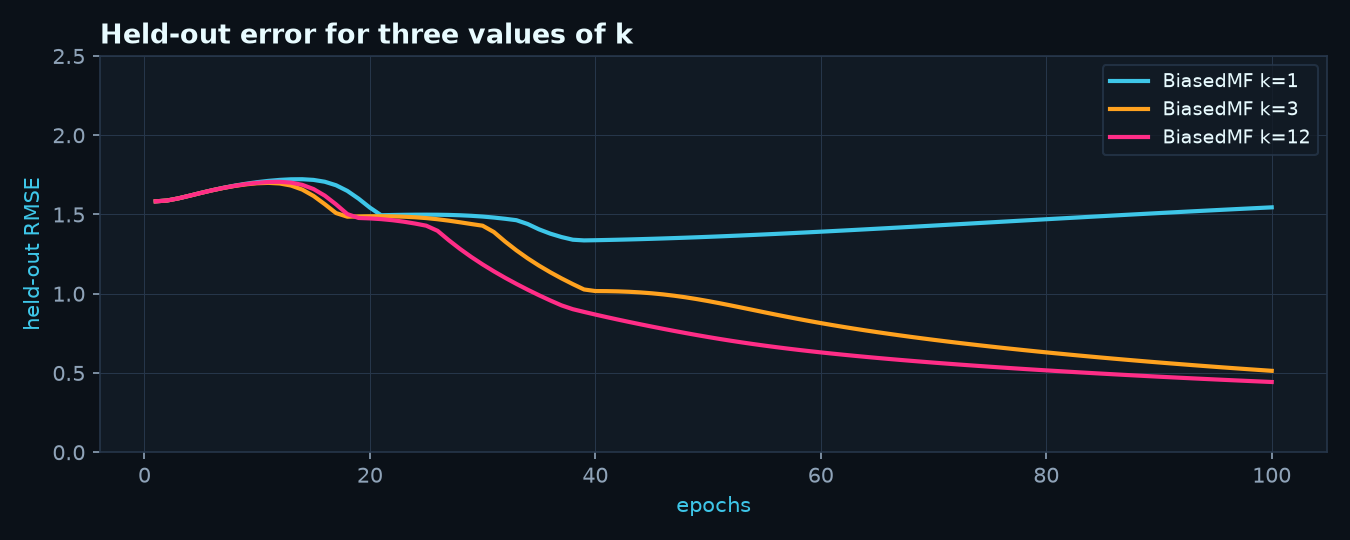 Held-out error for three values of k
2.5
2.0
1.5
1.0
0.5
0.0
held-out RMSE
BiasedMF k=1
BiasedMF k=3
BiasedMF k=12
0 20 40 60 80 100
epochs